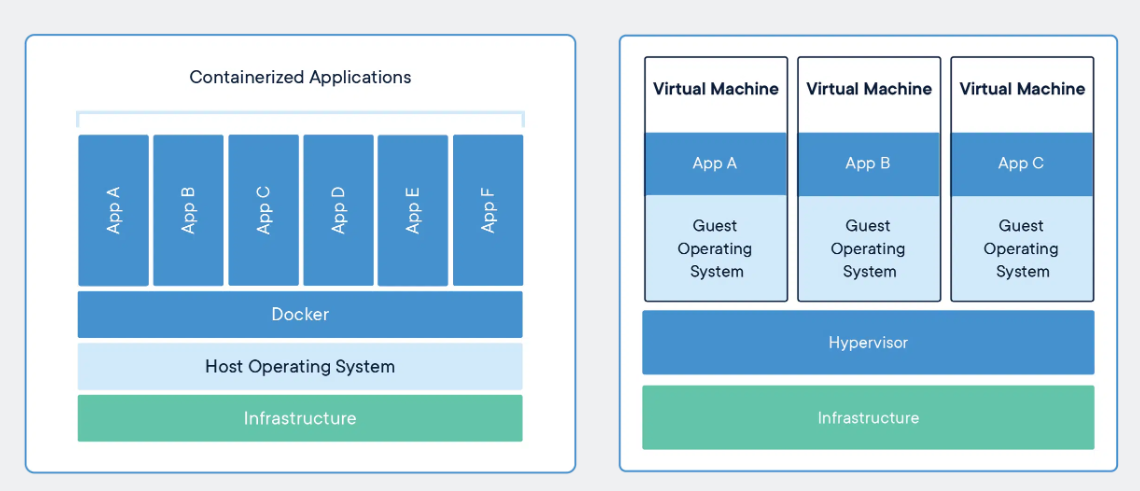 Containerized Applications
App A
App B
App C
App D
App E
App F
Docker
Host Operating System
Infrastructure
Virtual Machine
App A
Guest
Operating
System
Virtual Machine
App B
Guest
Operating
System
Virtual Machine
App C
Guest
Operating
System
Hypervisor
Infrastructure